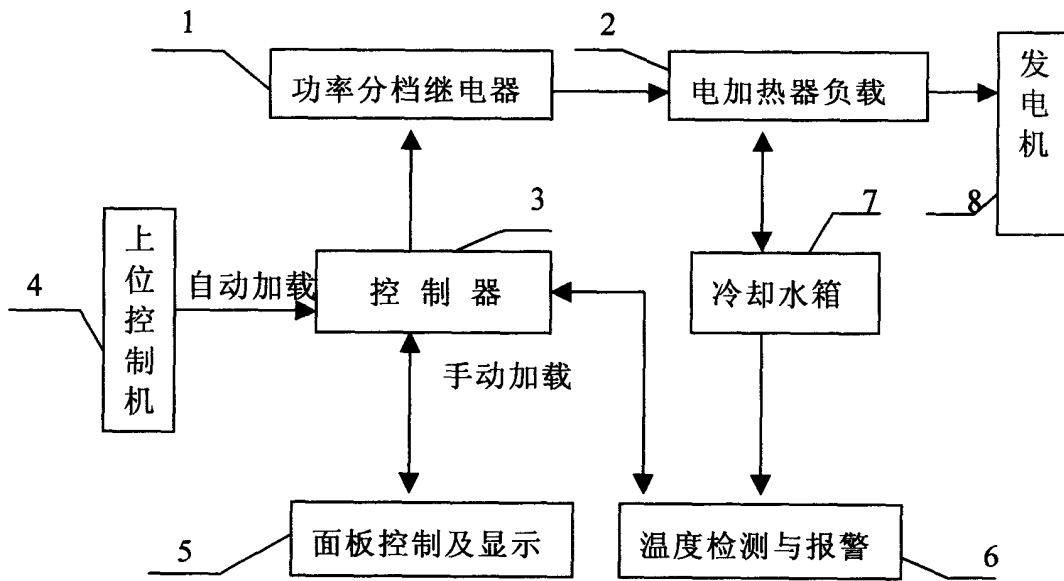 1
2
功率分档继电器
电加热器负载
发电机
3
7
8
4
上位控制机
自动加载
控制器
冷却水箱
手动加载
5
面板控制及显示
温度检测与报警
6